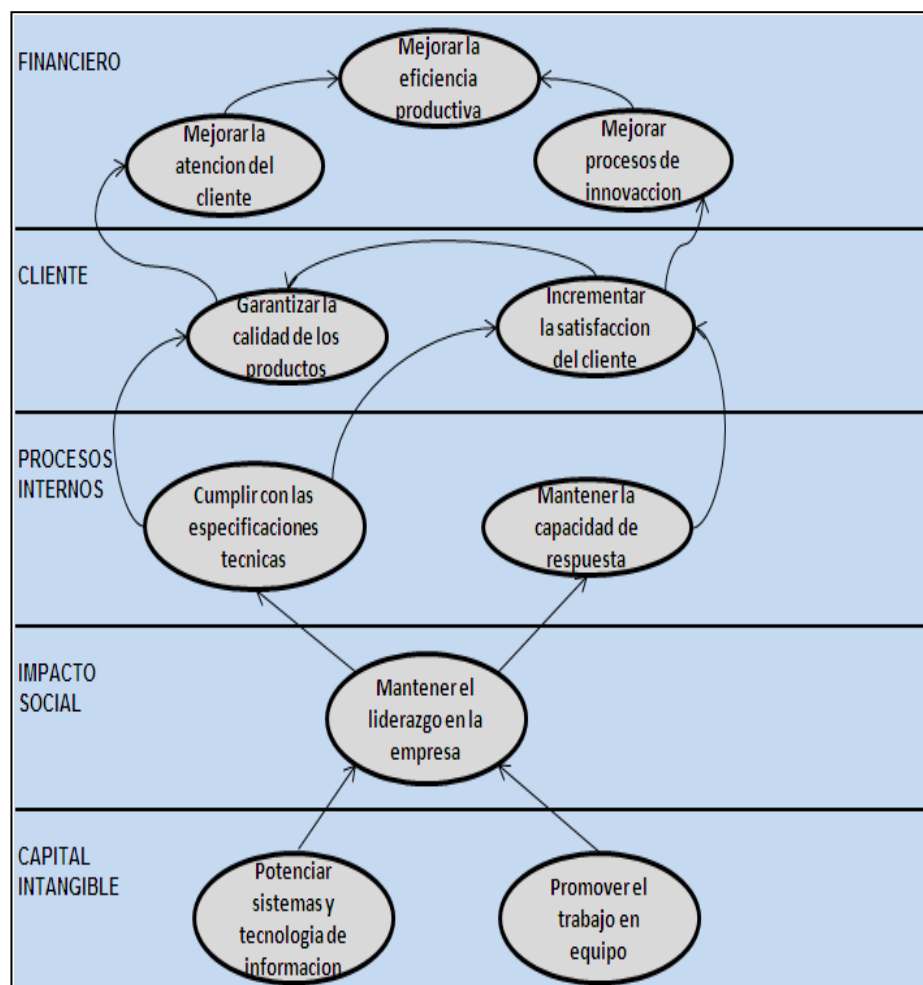 FINANCIERO
Mejorar la
eficiencia
productiva
Mejorar la
atencion del
cliente
Mejorar
procesos de
innovaccion
CLIENTE
Garantizar la
calidad de los
productos
Incrementar
la satisfaccion
del cliente
PROCESOS
INTERNOS
Cumplir con las
especificaciones
tecnicas
Mantener la
capacidad de
respuesta
IMPACTO
SOCIAL
Mantener el
liderazgo en la
empresa
CAPITAL
INTANGIBLE
Potenciar
sistemas y
tecnologia de
informacion
Promover el
trabajo en
equipo